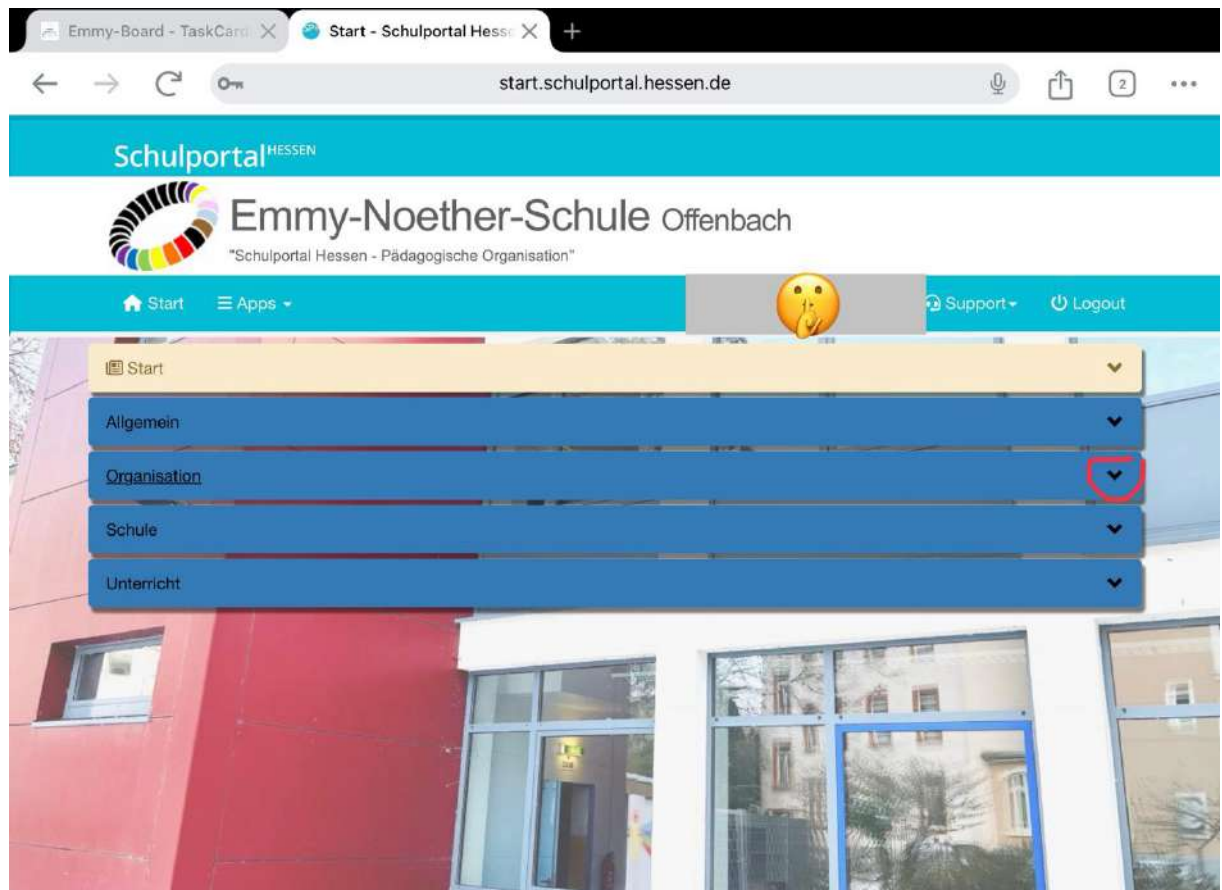 Emmy-Board - TaskCard
Start - Schulportal Hess
start.schulportal.hessen.de
2
Schulportal HESSEN
Emmy-Noether-Schule Offenbach
"Schulportal Hessen - Pädagogische Organisation"
Start Apps Support Logout
Start
Allgemein
Organisation
Schule
Unterricht